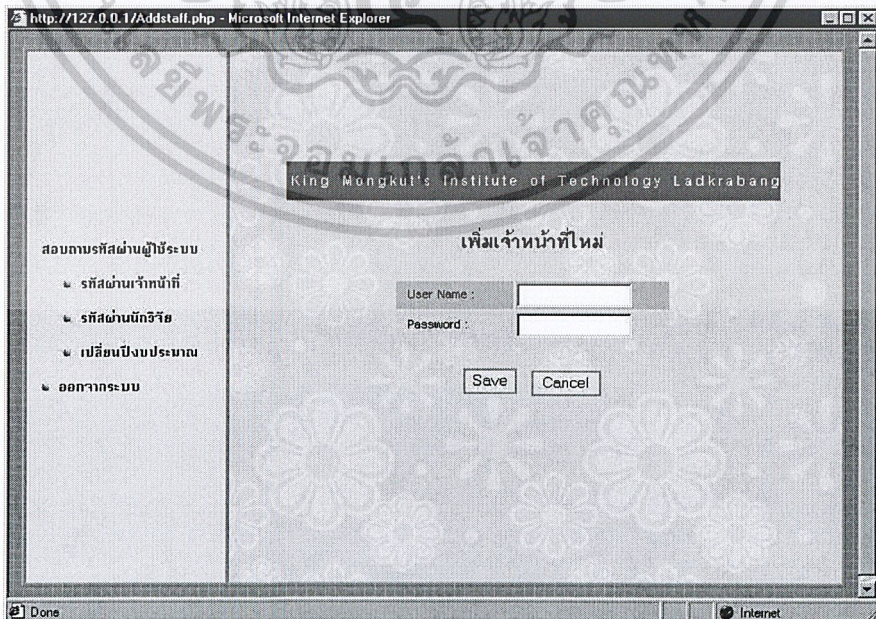 http://127.0.0.1/Addstaff.php - Microsoft Internet Explorer
King Mongkut's Institute of Technology Ladkrabang
สอบถามรหัสผ่านผู้ใช้ระบบ
รหัสผ่านเจ้าหน้าที่
รหัสผ่านนักวิจัย
เปลี่ยนปีงบประมาณ
ออกจากระบบ
เพิ่มเจ้าหน้าที่ใหม่
User Name :
Password :
Save Cancel
Done Internet